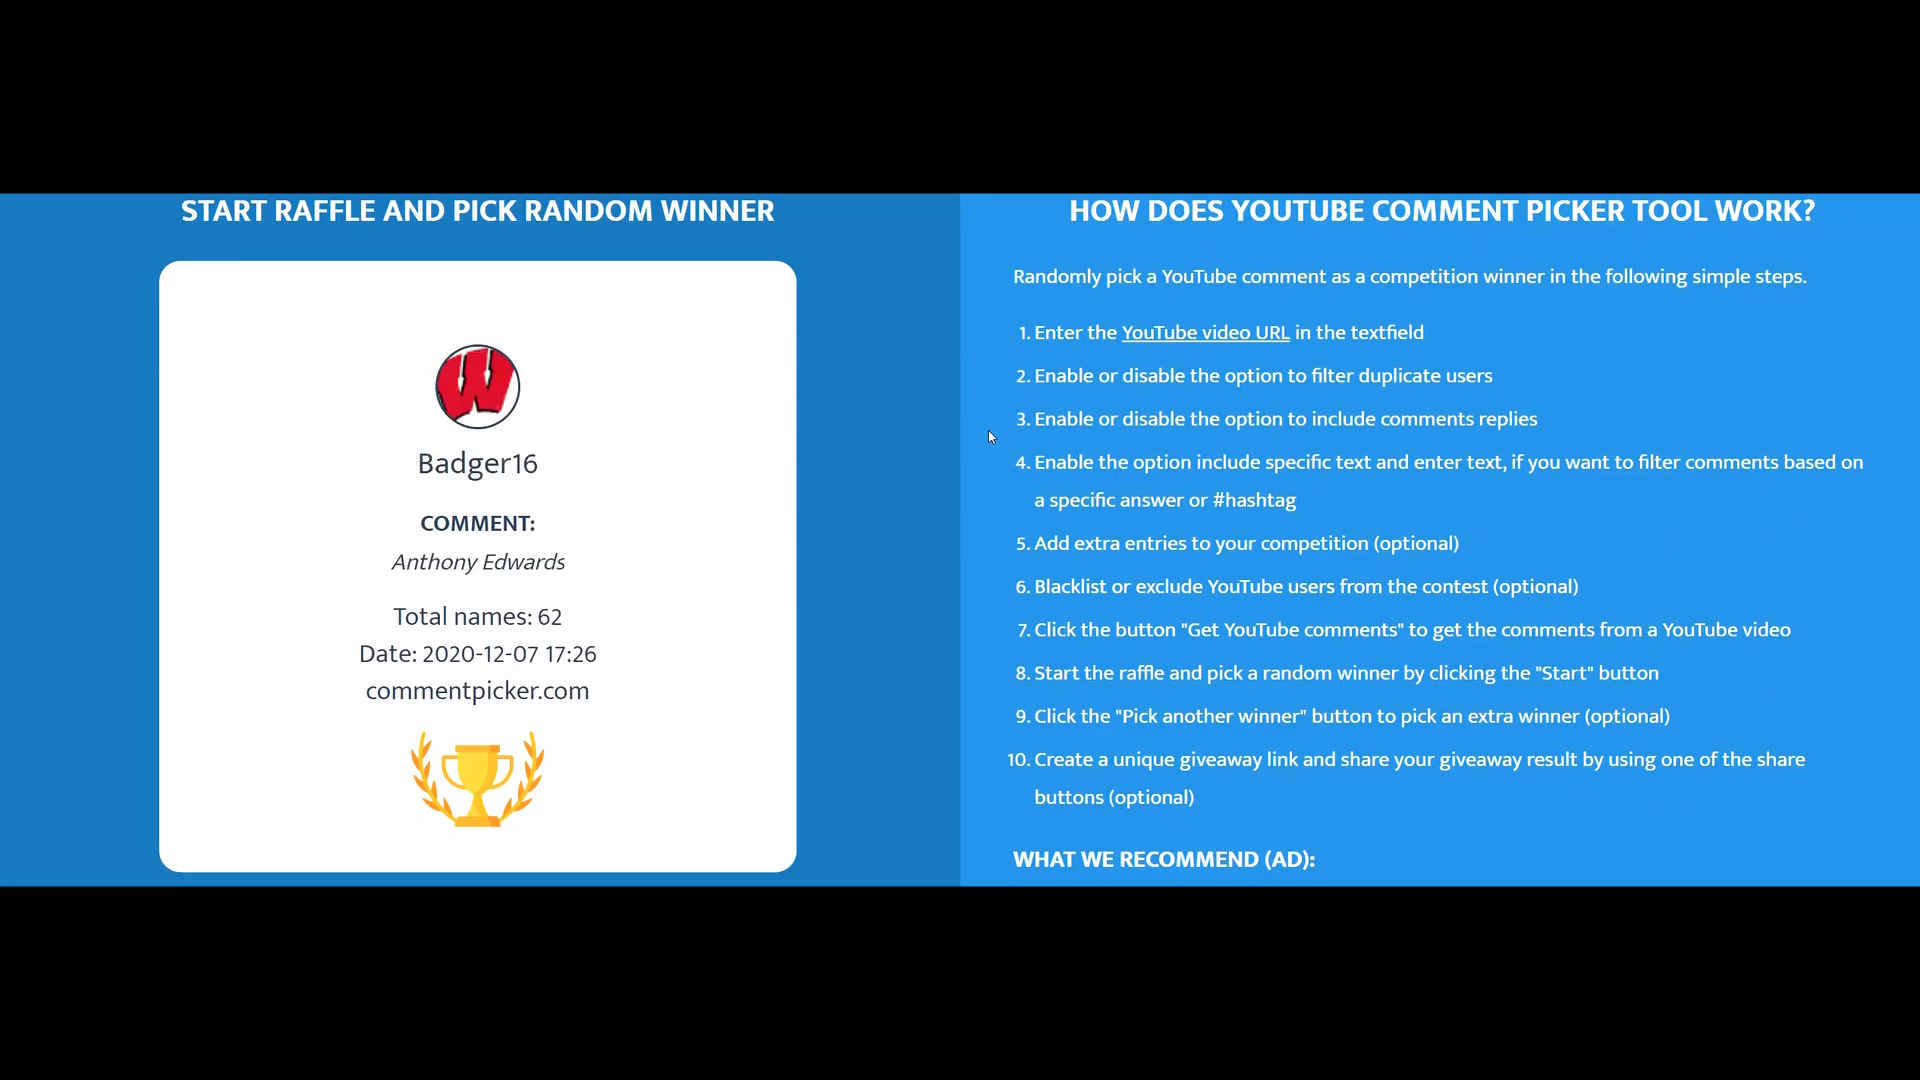 START RAFFLE AND PICK RANDOM WINNER
W
Badger16
COMMENT:
Anthony Edwards
Total names: 62
Date: 2020-12-07 17:26
commentpicker.com
HOW DOES YOUTUBE COMMENT PICKER TOOL WORK?
Randomly pick a YouTube comment as a competition winner in the following simple steps.
1. Enter the YouTube video URL in the textfield
2. Enable or disable the option to filter duplicate users
3. Enable or disable the option to include comments replies
4. Enable the option include specific text and enter text, if you want to filter comments based on
a specific answer or #hashtag
5. Add extra entries to your competition (optional)
6. Blacklist or exclude YouTube users from the contest (optional)
7. Click the button "Get YouTube comments" to get the comments from a YouTube video
8. Start the raffle and pick a random winner by clicking the "Start" button
9. Click the "Pick another winner" button to pick an extra winner (optional)
10. Create a unique giveaway link and share your giveaway result by using one of the share
buttons (optional)
WHAT WE RECOMMEND (AD):